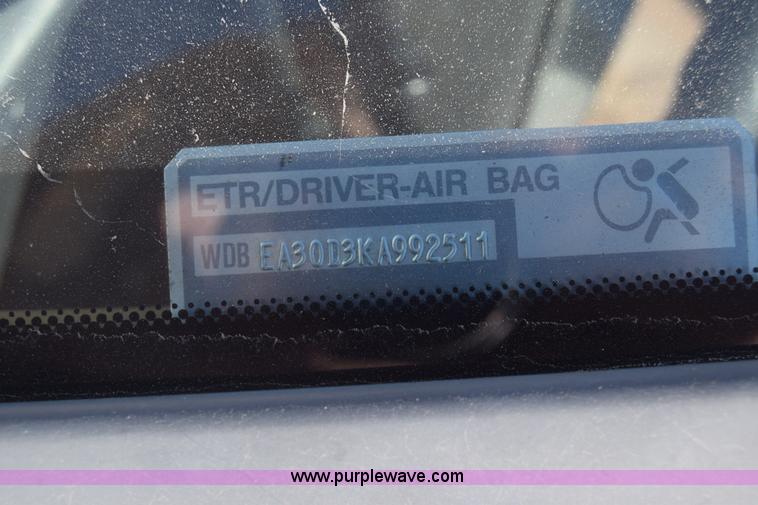 ETR/DRIVER-AIR BAG
WDB EA30D3KA992511
www.purplewave.com